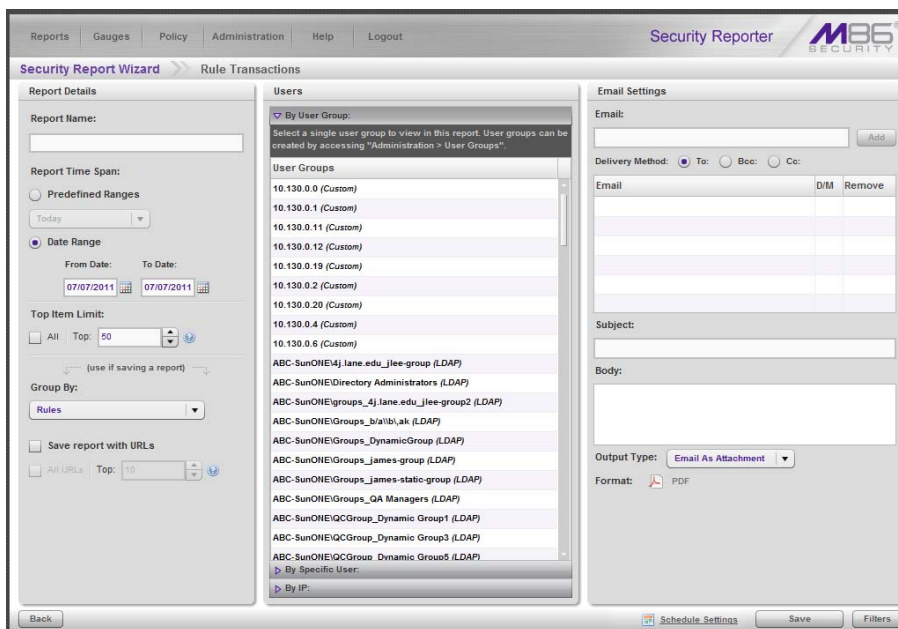 Reports Gauges Policy Administration Help Logout
Security Reporter
M86
SECURITY
Security Report Wizard Rule Transactions
Report Details
Report Name:
Report Time Span:
Predefined Ranges
Today
Date Range
From Date: To Date:
07/07/2011 07/07/2011
Top Item Limit:
All Top: 50
(use if saving a report)
Group By:
Rules
Save report with URLs
All URLs Top: 10
Users
By User Group:
Select a single user group to view in this report. User groups can be
created by accessing "Administration > User Groups".
User Groups
10.130.0.0 (Custom)
10.130.0.1 (Custom)
10.130.0.11 (Custom)
10.130.0.12 (Custom)
10.130.0.19 (Custom)
10.130.0.2 (Custom)
10.130.0.20 (Custom)
10.130.0.4 (Custom)
10.130.0.6 (Custom)
ABC-SunONE\4j.lane.edu_jlee-group (LDAP)
ABC-SunONE\Directory Administrators (LDAP)
ABC-SunONE\groups_4j.lane.edu_jlee-group2 (LDAP)
ABC-SunONE\Groups_b/a\\b\,ak (LDAP)
ABC-SunONE\Groups_DynamicGroup (LDAP)
ABC-SunONE\Groups_james-group (LDAP)
ABC-SunONE\Groups_james-static-group (LDAP)
ABC-SunONE\Groups_QA Managers (LDAP)
ABC-SunONE\QCGroup_Dynamic Group1 (LDAP)
ABC-SunONE\QCGroup_Dynamic Group3 (LDAP)
ABC-SunONE\QCGroup_Dynamic Group5 (LDAP)
By Specific User:
By IP:
Email Settings
Email:
Add
Delivery Method: To: Bcc: Cc:
Email D/M Remove
Subject:
Body:
Output Type: Email As Attachment
Format: PDF
Back
Schedule Settings Save Filters